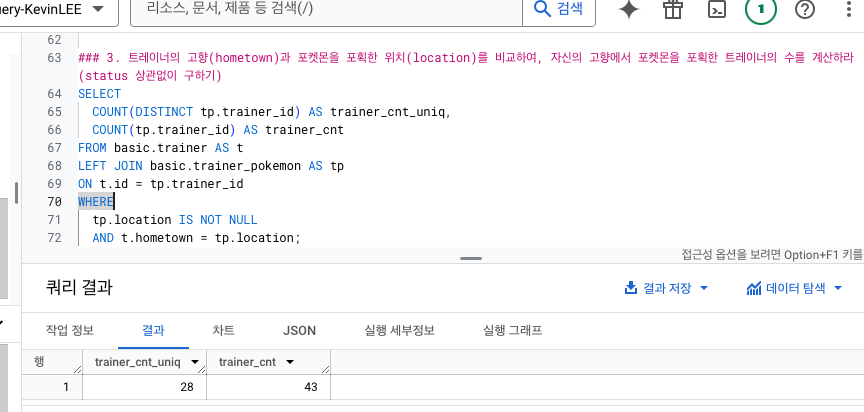 uery-KevinLEE
리소스, 문서, 제품 등 검색(/)
검색
1
62
63 ### 3. 트레이너의 고향(hometown)과 포켓몬을 포획한 위치(location)를 비교하여, 자신의 고향에서 포켓몬을 포획한 트레이너의 수를 계산하라
(status 상관없이 구하기)
64 SELECT
65 COUNT(DISTINCT tp.trainer_id) AS trainer_cnt_uniq,
66 COUNT(tp.trainer_id) AS trainer_cnt
67 FROM basic.trainer AS t
68 LEFT JOIN basic.trainer_pokemon AS tp
69 ON t.id = tp.trainer_id
70 WHERE
71 tp.location IS NOT NULL
72 AND t.hometown = tp.location;
접근성 옵션을 보려면 Option+F1 키를
쿼리 결과
결과 저장
데이터 탐색
작업 정보 결과 차트 JSON 실행 세부정보 실행 그래프
행 trainer_cnt_uniq trainer_cnt
1 28 43